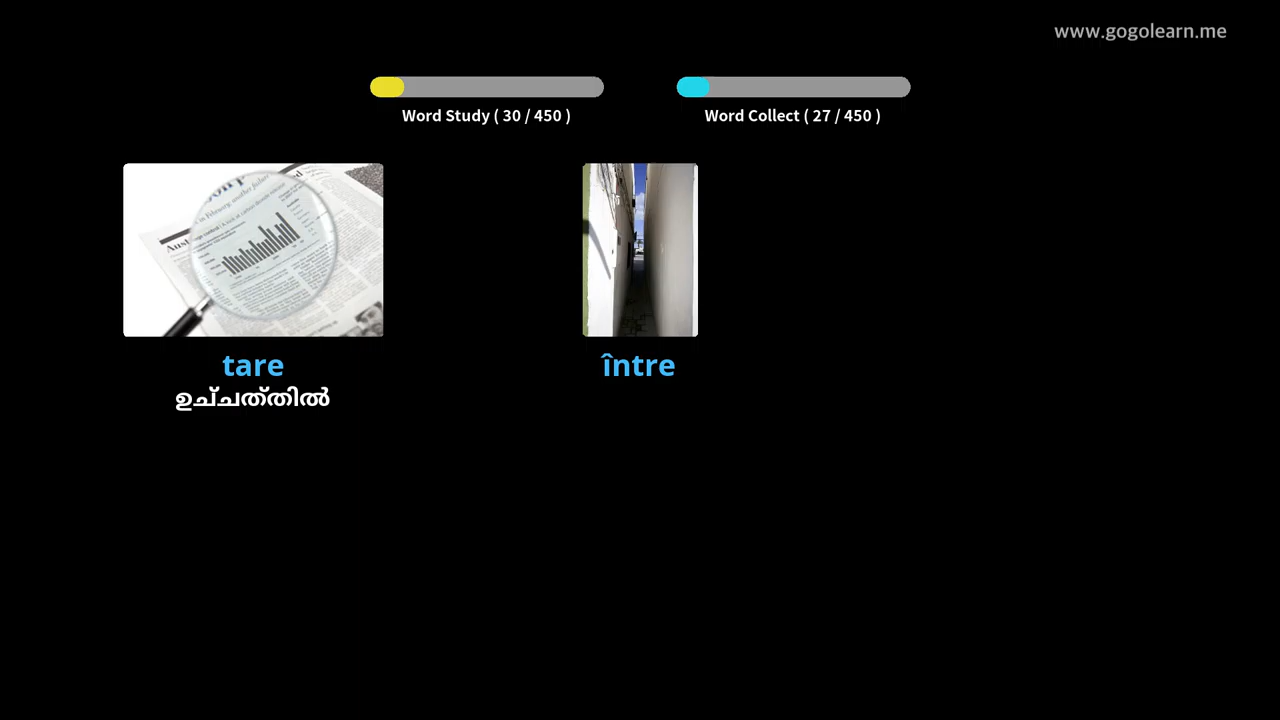 www.gogolearn.me
Word Study ( 30 / 450 )
Word Collect ( 27 / 450 )
tare
ഉച്ചത്തിൽ
între